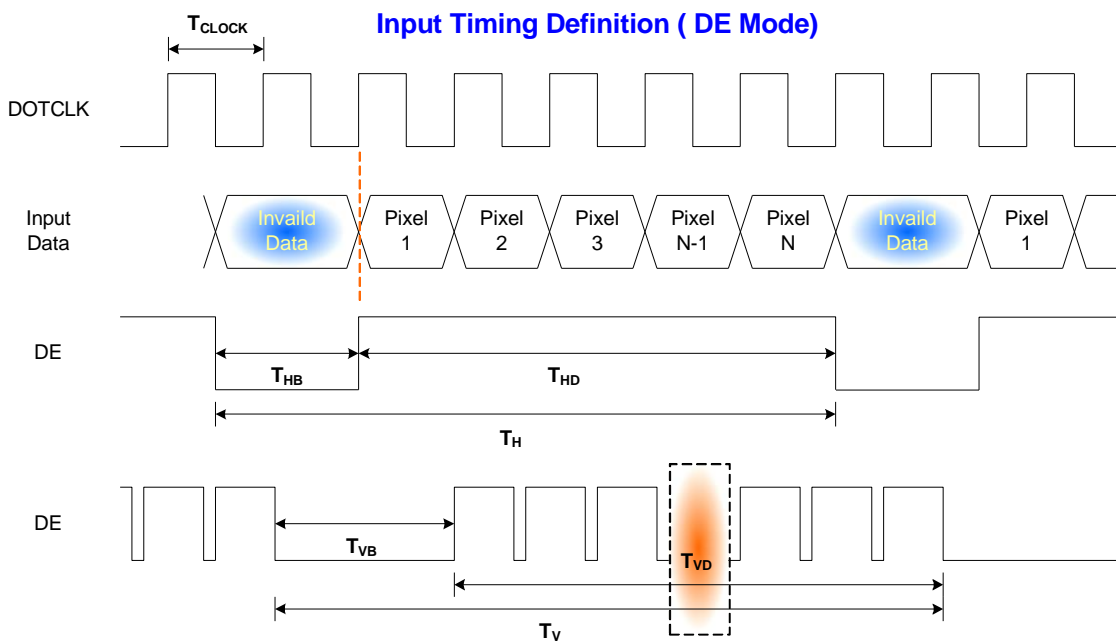 Input Timing Definition ( DE Mode)
TCLOCK
DOTCLK
Input
Data
Invaild
Data
Pixel
1
Pixel
2
Pixel
3
Pixel
N-1
Pixel
N
Invaild
Data
Pixel
1
DE
THB
THD
TH
DE
TVB
TVD
TV